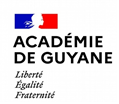 ACADÉMIE
DE GUYANE
Liberté
Égalité
Fraternité